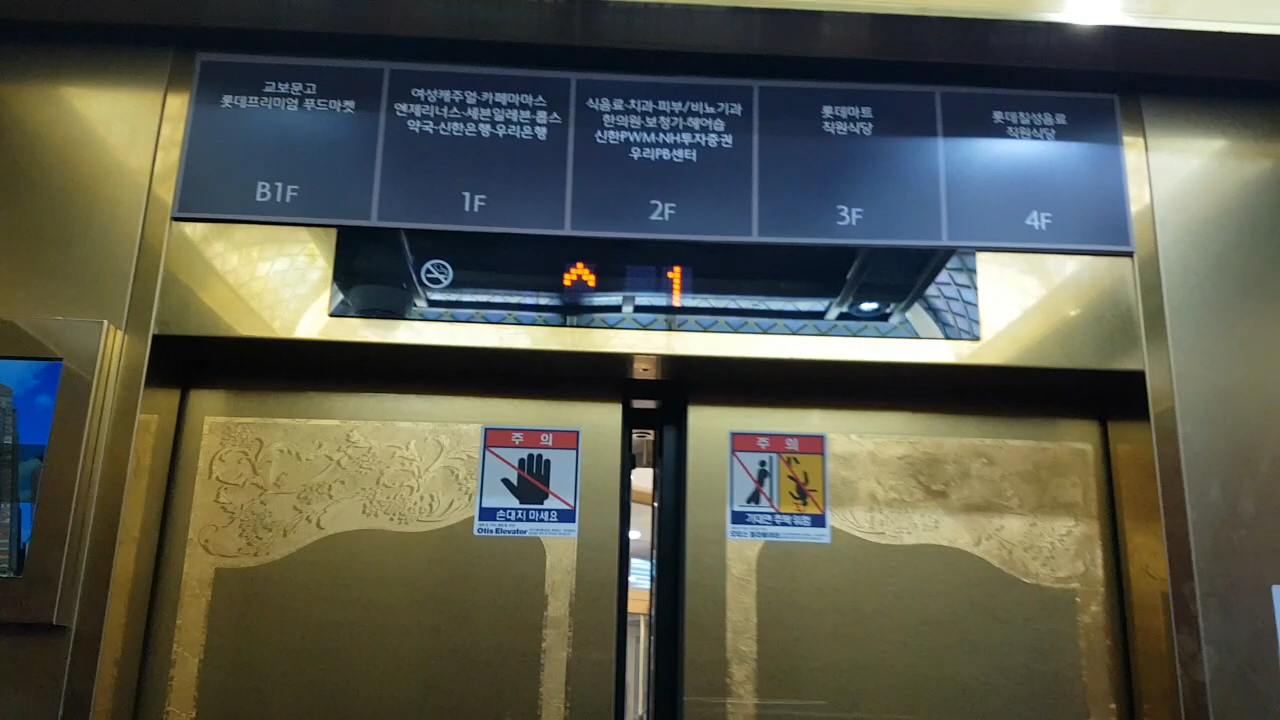 교보문고
롯데프리미엄 푸드마켓
B1F
여성캐주얼·카페마마스
엔제리너스·세븐일레븐·롭스
약국·신한은행·우리은행
1F
식음료·치과·피부/비뇨기과
한의원·보청기·헤어숍
신한PWM·NH투자증권
우리PB센터
2F
롯데마트
직원식당
3F
롯데칠성음료
직원식당
4F
1
주의
손대지 마세요
Otis Elevator
주의
기대면 추락 위험